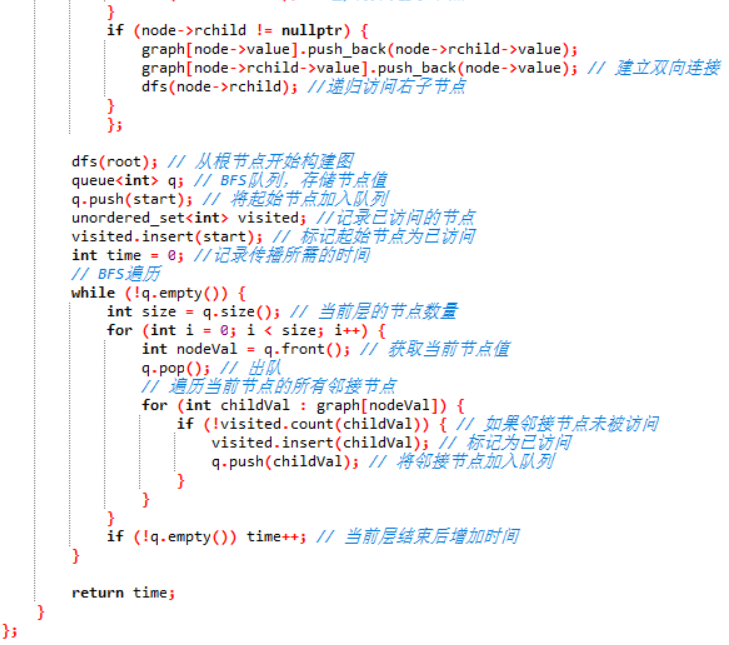 }
if (node->rchild != nullptr) {
graph[node->value].push_back(node->rchild->value);
graph[node->rchild->value].push_back(node->value); // 建立双向连接
dfs(node->rchild); //递归访问右子节点
}
};
dfs(root); // 从根节点开始构建图
queue<int> q; // BFS队列, 存储节点值
q.push(start); // 将起始节点加入队列
unordered_set<int> visited; //记录已访问的节点
visited.insert(start); // 标记起始节点为已访问
int time = 0; //记录传播所需的时间
// BFS遍历
while (!q.empty()) {
int size = q.size(); // 当前层的节点数量
for (int i = 0; i < size; i++) {
int nodeVal = q.front(); // 获取当前节点值
q.pop(); // 出队
// 遍历当前节点的所有邻接节点
for (int childVal : graph[nodeVal]) {
if (!visited.count(childVal)) { // 如果邻接节点未被访问
visited.insert(childVal); // 标记为已访问
q.push(childVal); // 将邻接节点加入队列
}
}
}
if (!q.empty()) time++; // 当前层结束后增加时间
}
return time;
}
};